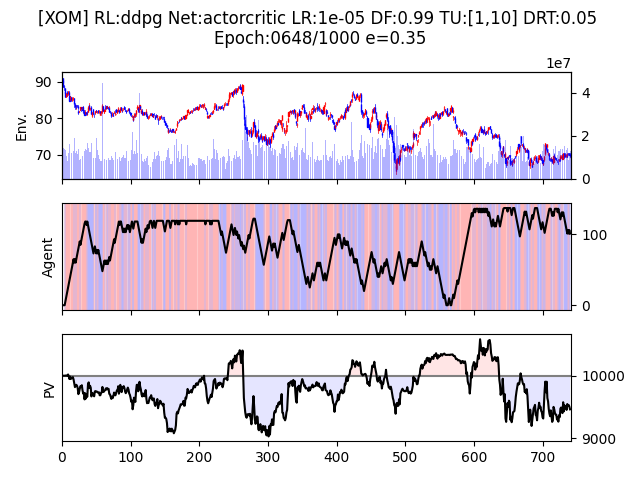 [XOM] RL:ddpg Net:actorcritic LR:1e-05 DF:0.99 TU:[1,10] DRT:0.05
Epoch:0648/1000 e=0.35
1e7
90
80
70
Env.
4
2
0
Agent
100
0
PV
10000
9000
0 100 200 300 400 500 600 700